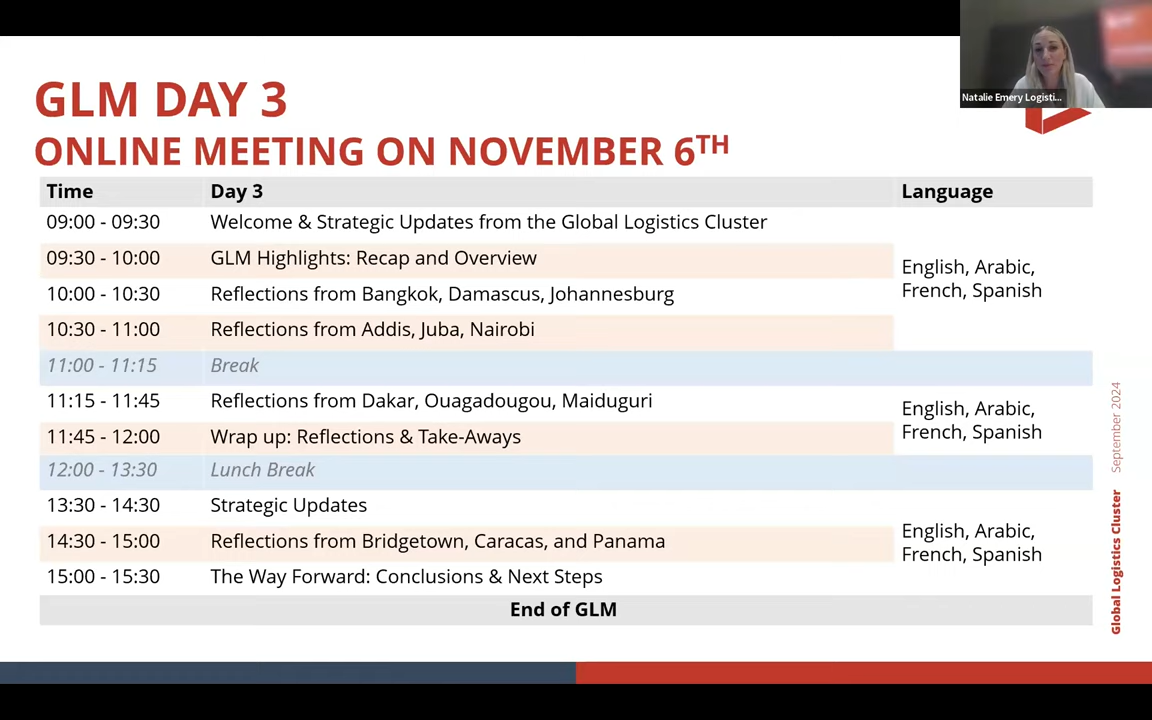 GLM DAY 3
ONLINE MEETING ON NOVEMBER 6TH
Natalie Emery Logisti...
Time Day 3 Language
09:00 - 09:30 Welcome & Strategic Updates from the Global Logistics Cluster
09:30 - 10:00 GLM Highlights: Recap and Overview
English, Arabic,
French, Spanish
10:00 - 10:30 Reflections from Bangkok, Damascus, Johannesburg
10:30 - 11:00 Reflections from Addis, Juba, Nairobi
11:00 - 11:15 Break
11:15 - 11:45 Reflections from Dakar, Ouagadougou, Maiduguri
English, Arabic,
French, Spanish
11:45 - 12:00 Wrap up: Reflections & Take-Aways
12:00 - 13:30 Lunch Break
13:30 - 14:30 Strategic Updates
14:30 - 15:00 Reflections from Bridgetown, Caracas, and Panama
English, Arabic,
French, Spanish
15:00 - 15:30 The Way Forward: Conclusions & Next Steps
End of GLM
Global Logistics Cluster September 2024